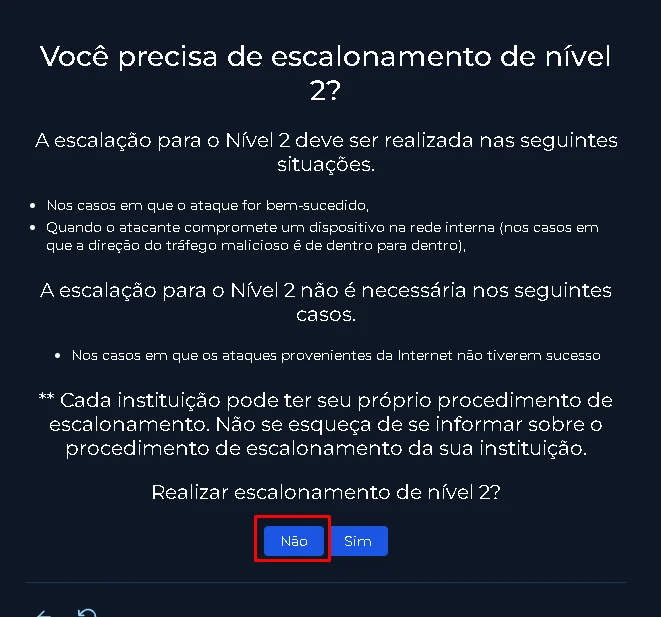 Você precisa de escalonamento de nível
2?
A escalação para o Nível 2 deve ser realizada nas seguintes
situações.
Nos casos em que o ataque for bem-sucedido,
Quando o atacante compromete um dispositivo na rede interna (nos casos em
que a direção do tráfego malicioso é de dentro para dentro),
A escalação para o Nível 2 não é necessária nos seguintes
casos.
Nos casos em que os ataques provenientes da Internet não tiverem sucesso
** Cada instituição pode ter seu próprio procedimento de
escalonamento. Não se esqueça de se informar sobre o
procedimento de escalonamento da sua instituição.
Realizar escalonamento de nível 2?
Não Sim